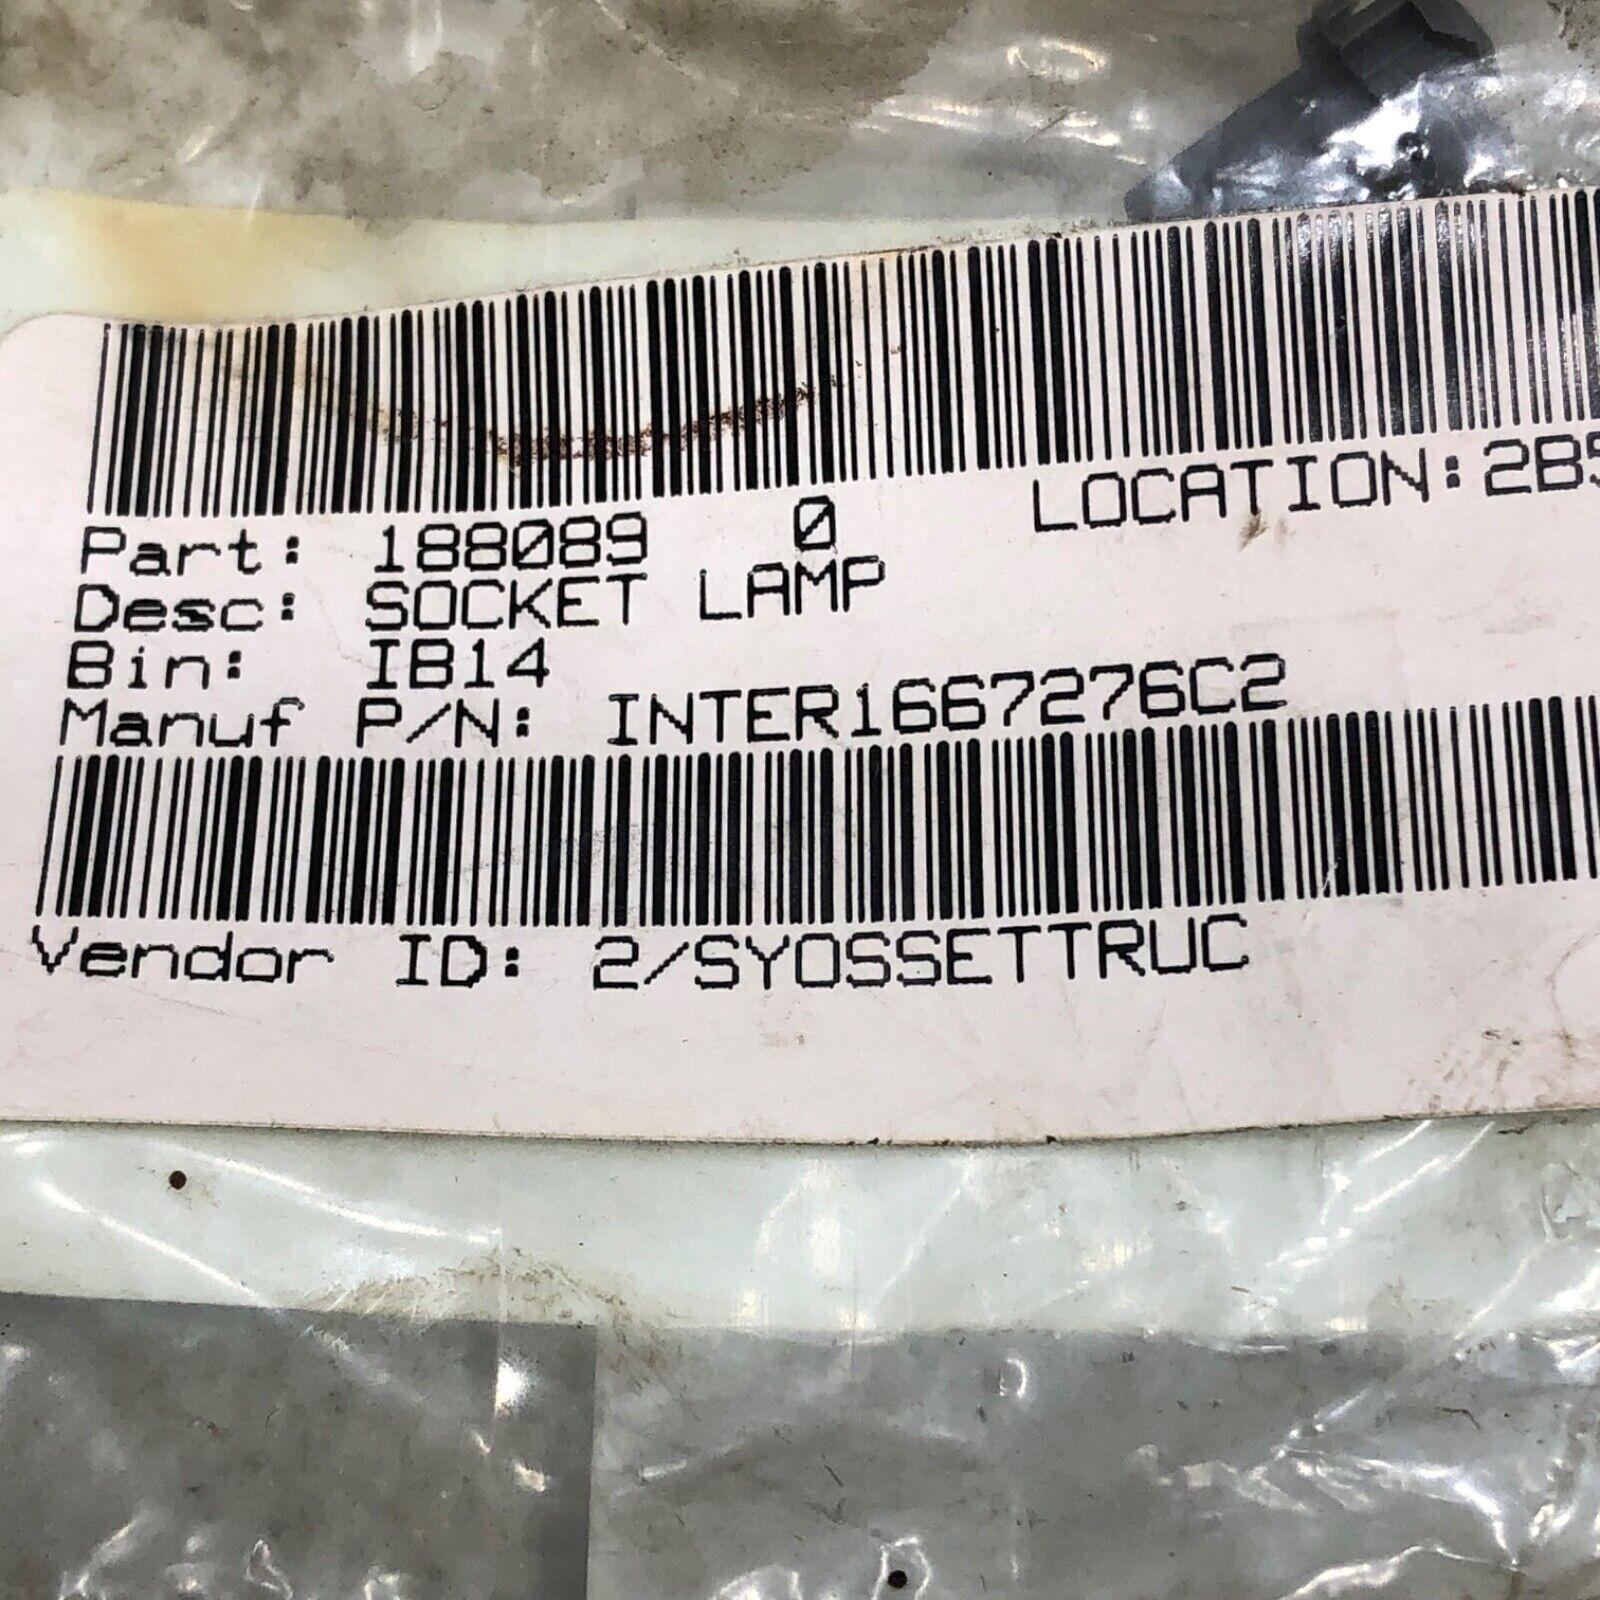 Part: 188089 0 LOCATION:2B
Desc: SOCKET LAMP
Bin: IB14
Manuf P/N: INTER1667276C2
Vendor ID: 2/SYOSSETTRUC